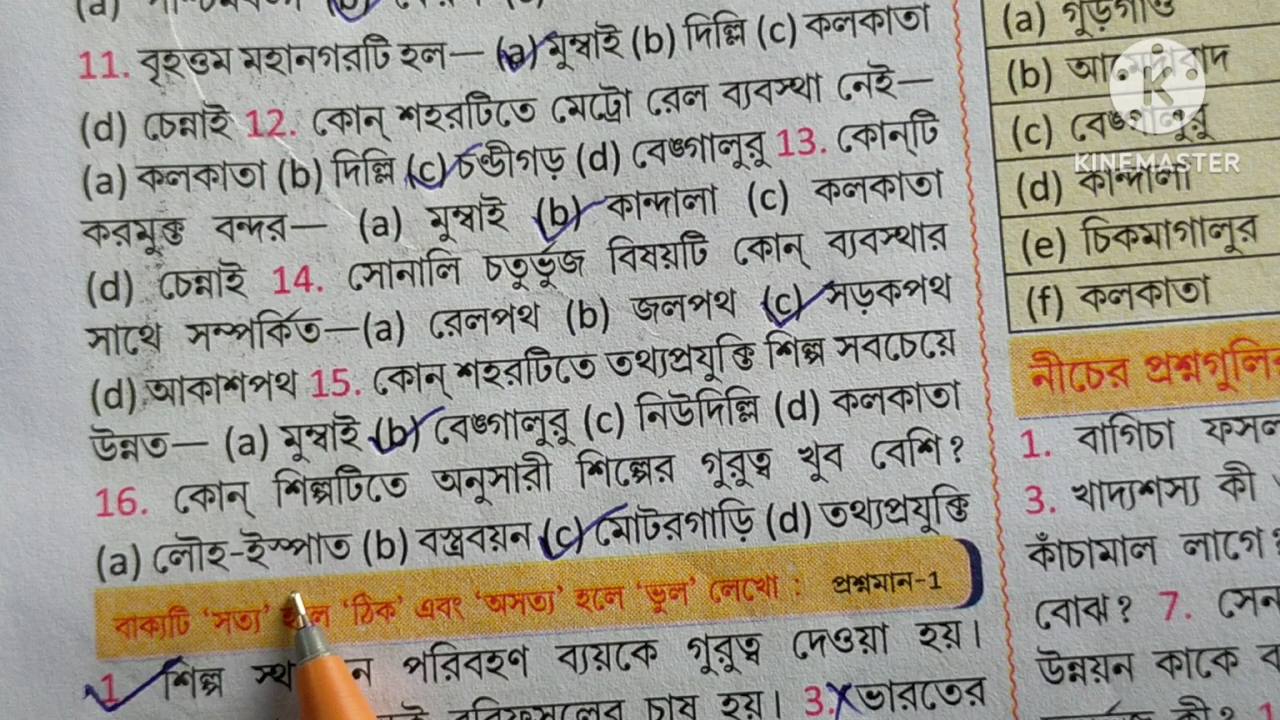 11. বৃহত্তম মহানগরটি হল— (a) মুম্বাই (b) দিল্লি (c) কলকাতা
(d) চেন্নাই 12. কোন্ শহরটিতে মেট্রো রেল ব্যবস্থা নেই—
(a) কলকাতা (b) দিল্লি (c) চণ্ডীগড় (d) বেঙ্গালুরু 13. কোন্‌টি
করমুক্ত বন্দর— (a) মুম্বাই (b) কান্দালা (c) কলকাতা
(d) চেন্নাই 14. সোনালি চতুর্ভুজ বিষয়টি কোন্ ব্যবস্থার
সাথে সম্পর্কিত—(a) রেলপথ (b) জলপথ (c) সড়কপথ
(d) আকাশপথ 15. কোন্ শহরটিতে তথ্যপ্রযুক্তি শিল্প সবচেয়ে
উন্নত— (a) মুম্বাই (b) বেঙ্গালুরু (c) নিউদিল্লি (d) কলকাতা
16. কোন্ শিল্পটিতে অনুসারী শিল্পের গুরুত্ব খুব বেশি?
(a) লৌহ-ইস্পাত (b) বস্ত্রবয়ন (c) মোটরগাড়ি (d) তথ্যপ্রযুক্তি
বাক্যটি ‘সত্য’ হলে ‘ঠিক’ এবং ‘অসত্য’ হলে ‘ভুল’ লেখো : প্রশ্নমান-1
1 শিল্প পরিবহণ ব্যয়কে গুরুত্ব দেওয়া হয়।
চাষ হয়। 3. ভারতের
(a) গুড়গাঁও
(b)
(c) বেঙ্গালুরু
(d) কান্দালা
(e) চিকমাগালুর
(f) কলকাতা
KINEMASTER
নীচের প্রশ্নগুলির
1. বাগিচা ফসল
3. খাদ্যশস্য কী
কাঁচামাল লাগে?
বোঝ? 7.
উন্নয়ন কাকে